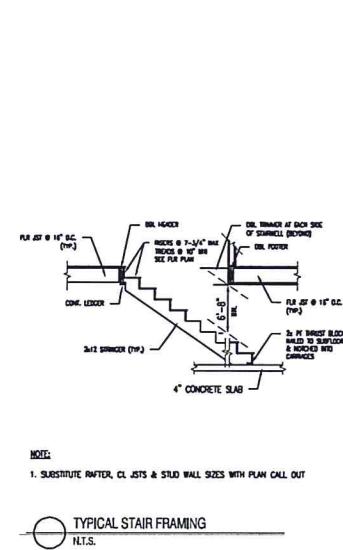 DBL HEADER
FLR JST @ 16" O.C.
(TYP.)
RISERS @ 7-3/4" MAX
TREADS @ 10" MIN
SEE FLR PLAN
DBL TRIMMER AT EACH SIDE
OF STAIRWELL (BEYOND)
DBL FOOTER
CONT. LEDGER
6'-8"
MIN.
FLR JST @ 16" O.C.
(TYP.)
2x12 STRINGER (TYP.)
2x PT THRUST BLOCK
NAILED TO SUBFLOOR
& NOTCHED INTO
CARRIAGES
4" CONCRETE SLAB
NOTE:
1. SUBSTITUTE RAFTER, CL JSTS & STUD WALL SIZES WITH PLAN CALL OUT
TYPICAL STAIR FRAMING
N.T.S.